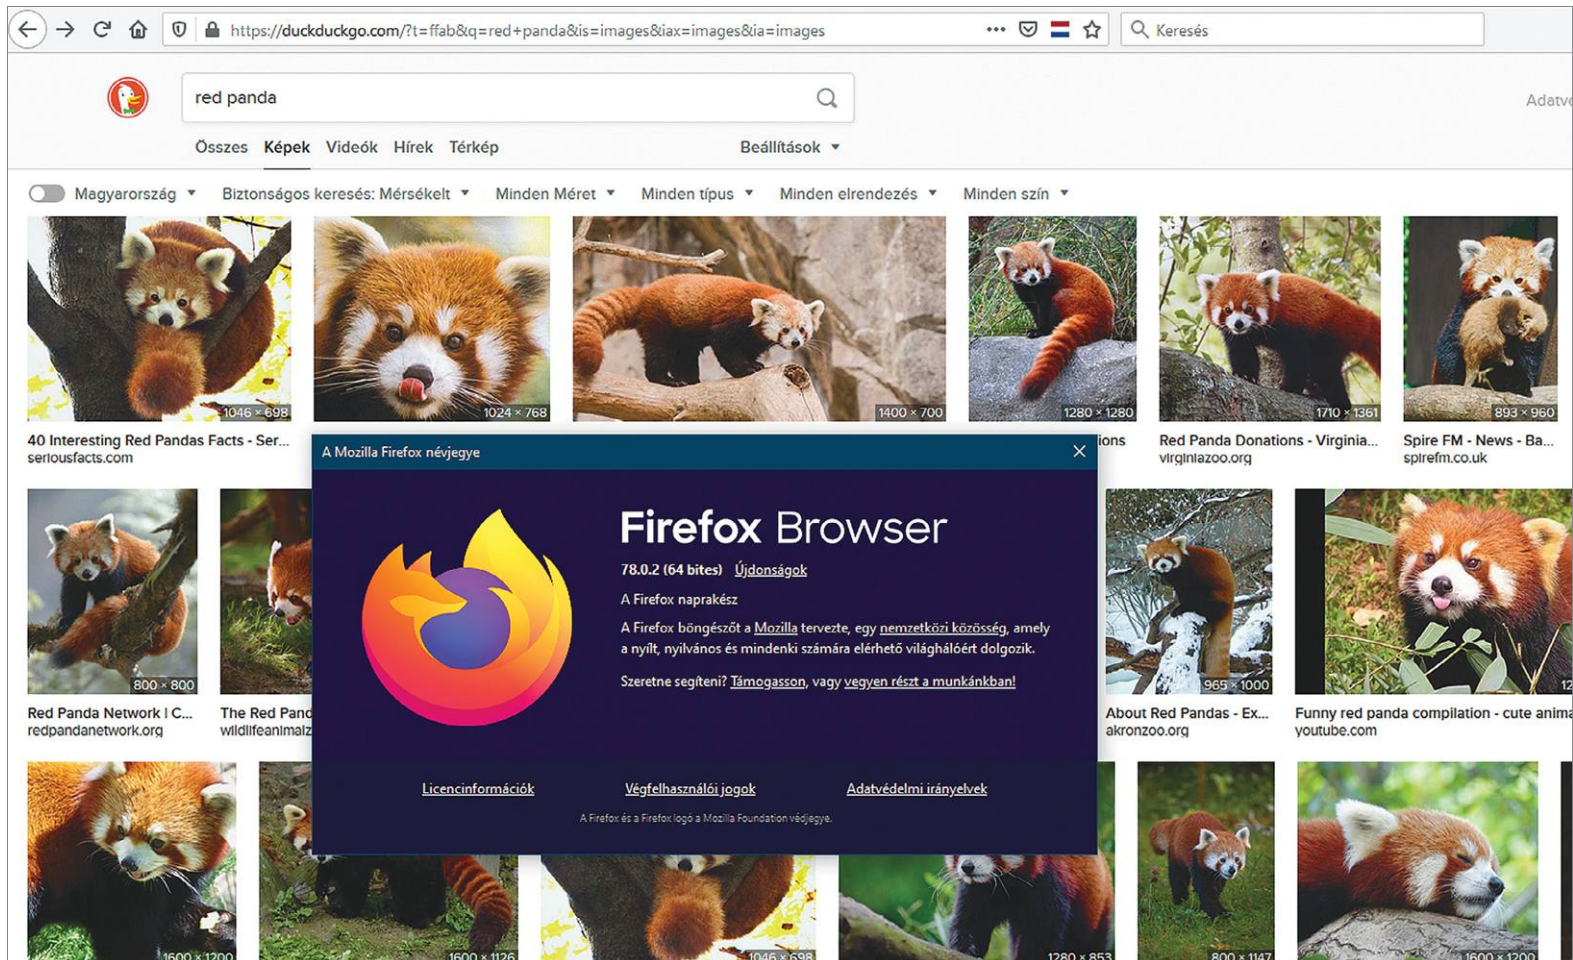 https://duckduckgo.com/?t=ffab&q=red+panda&is=images&iax=images&ia=images
Keresés
red panda
Összes Képek Videók Hírek Térkép Beállítások
Magyarország Biztonságos keresés: Mérsékelt Minden Méret Minden típus Minden elrendezés Minden szín
1046 × 698 1024 × 768 1400 × 700 1280 × 1280 1710 × 1361 893 × 960
40 Interesting Red Pandas Facts - Ser... Red Panda Donations - Virginia... Spire FM - News - Ba...
seriousfacts.com virginiazoo.org spirefm.co.uk
A Mozilla Firefox névjegye
Firefox Browser
78.0.2 (64 bites) Újdonságok
A Firefox naprakész
A Firefox böngészőt a Mozilla tervezte, egy nemzetközi közösség, amely
a nyílt, nyilvános és mindenki számára elérhető világhálóért dolgozik.
Szeretne segíteni? Támogasson, vagy vegyen részt a munkánkban!
800 × 800 965 × 1000
Red Panda Network | C... The Red Pand About Red Pandas - Ex... Funny red panda compilation - cute anima
redpandanetwork.org wildlifeanimalz akronzoo.org youtube.com
Licencinformációk Végfelhasználói jogok Adatvédelmi irányelvek
A Firefox és a Firefox logó a Mozilla Foundation védjegye.
1600 × 1200 1600 × 1126 1046 × 698 1280 × 853 800 × 1147 1600 × 1200